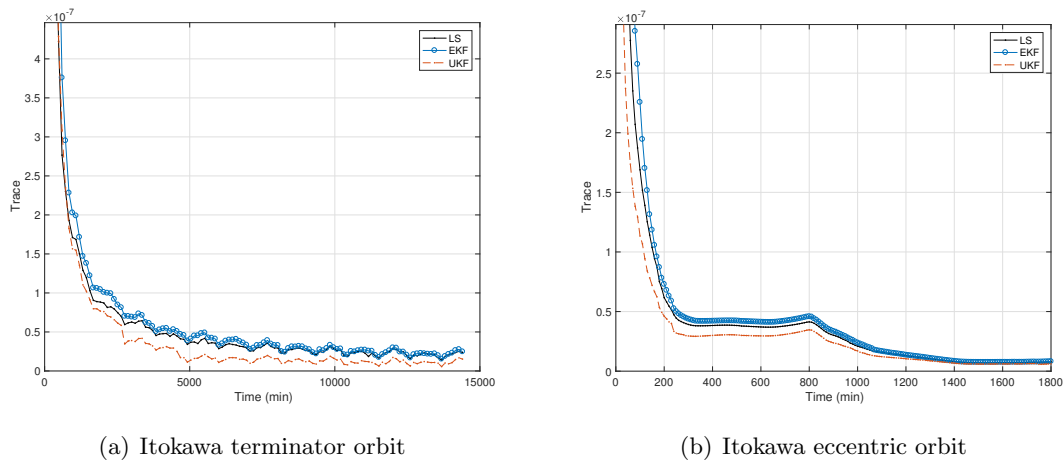 ×10⁻⁷
4
3.5
3
2.5
2
1.5
1
0.5
0
Trace
0 5000 10000 15000
Time (min)
LS
EKF
UKF
(a) Itokawa terminator orbit
×10⁻⁷
2.5
2
1.5
1
0.5
0
Trace
0 200 400 600 800 1000 1200 1400 1600 1800
Time (min)
LS
EKF
UKF
(b) Itokawa eccentric orbit